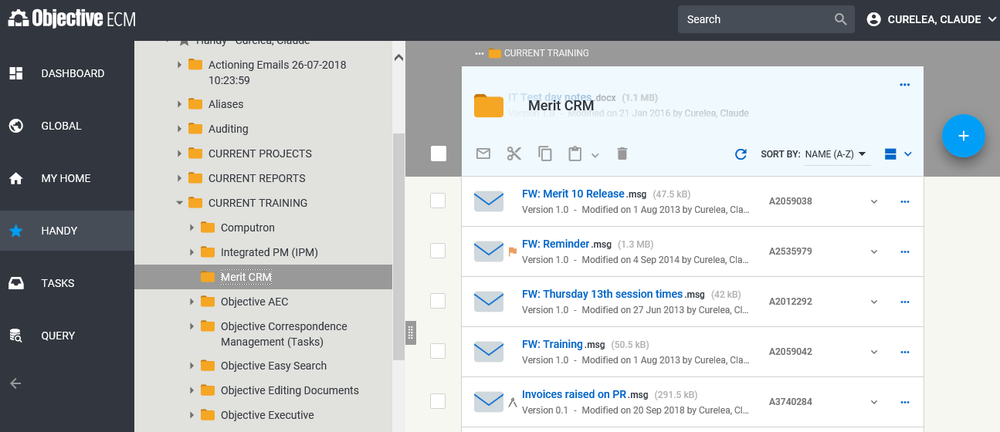 Objective ECM
Search
CURELEA, CLAUDE
DASHBOARD
GLOBAL
MY HOME
HANDY
TASKS
QUERY
Handy - Curelea, Claude
Actioning Emails 26-07-2018
10:23:59
Aliases
Auditing
CURRENT PROJECTS
CURRENT REPORTS
CURRENT TRAINING
Computron
Integrated PM (IPM)
Merit CRM
Objective AEC
Objective Correspondence
Management (Tasks)
Objective Easy Search
Objective Editing Documents
Objective Executive
... CURRENT TRAINING
IT Test day notes.docx (1.1 MB)
Merit CRM
Version 1.0 - Modified on 21 Jan 2016 by Curelea, Claude
SORT BY: NAME (A-Z)
FW: Merit 10 Release.msg (47.5 kB)
Version 1.0 - Modified on 1 Aug 2013 by Curelea, Cla...
A2059038
FW: Reminder.msg (1.3 MB)
Version 1.0 - Modified on 4 Sep 2014 by Curelea, Cla...
A2535979
FW: Thursday 13th session times.msg (42 kB)
Version 1.0 - Modified on 27 Jun 2013 by Curelea, Cl...
A2012292
FW: Training.msg (50.5 kB)
Version 1.0 - Modified on 1 Aug 2013 by Curelea, Cla...
A2059042
Invoices raised on PR.msg (291.5 kB)
Version 0.1 - Modified on 20 Sep 2018 by Curelea, Cl...
A3740284